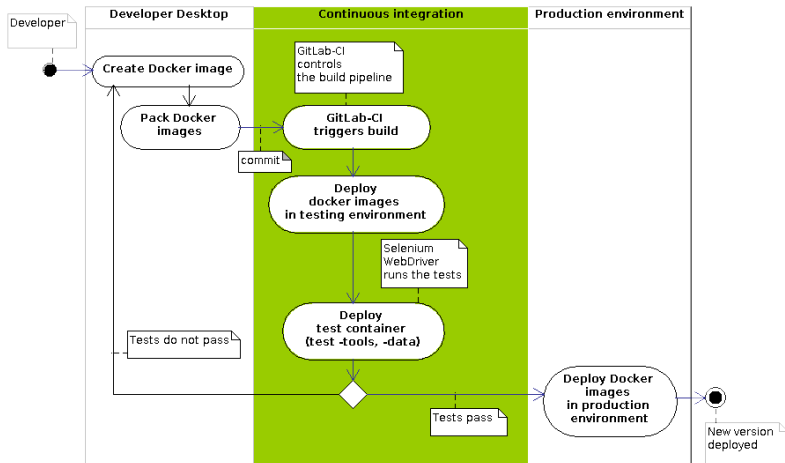 Developer Desktop
Continuous integration
Production environment
Developer
Create Docker image
GitLab-CI
controls
the build pipeline
Pack Docker
images
commit
GitLab-CI
triggers build
Deploy
docker images
in testing environment
Selenium
WebDriver
runs the tests
Deploy
test container
(test -tools, -data)
Tests do not pass
Tests pass
Deploy Docker
images
in production
environment
New version
deployed